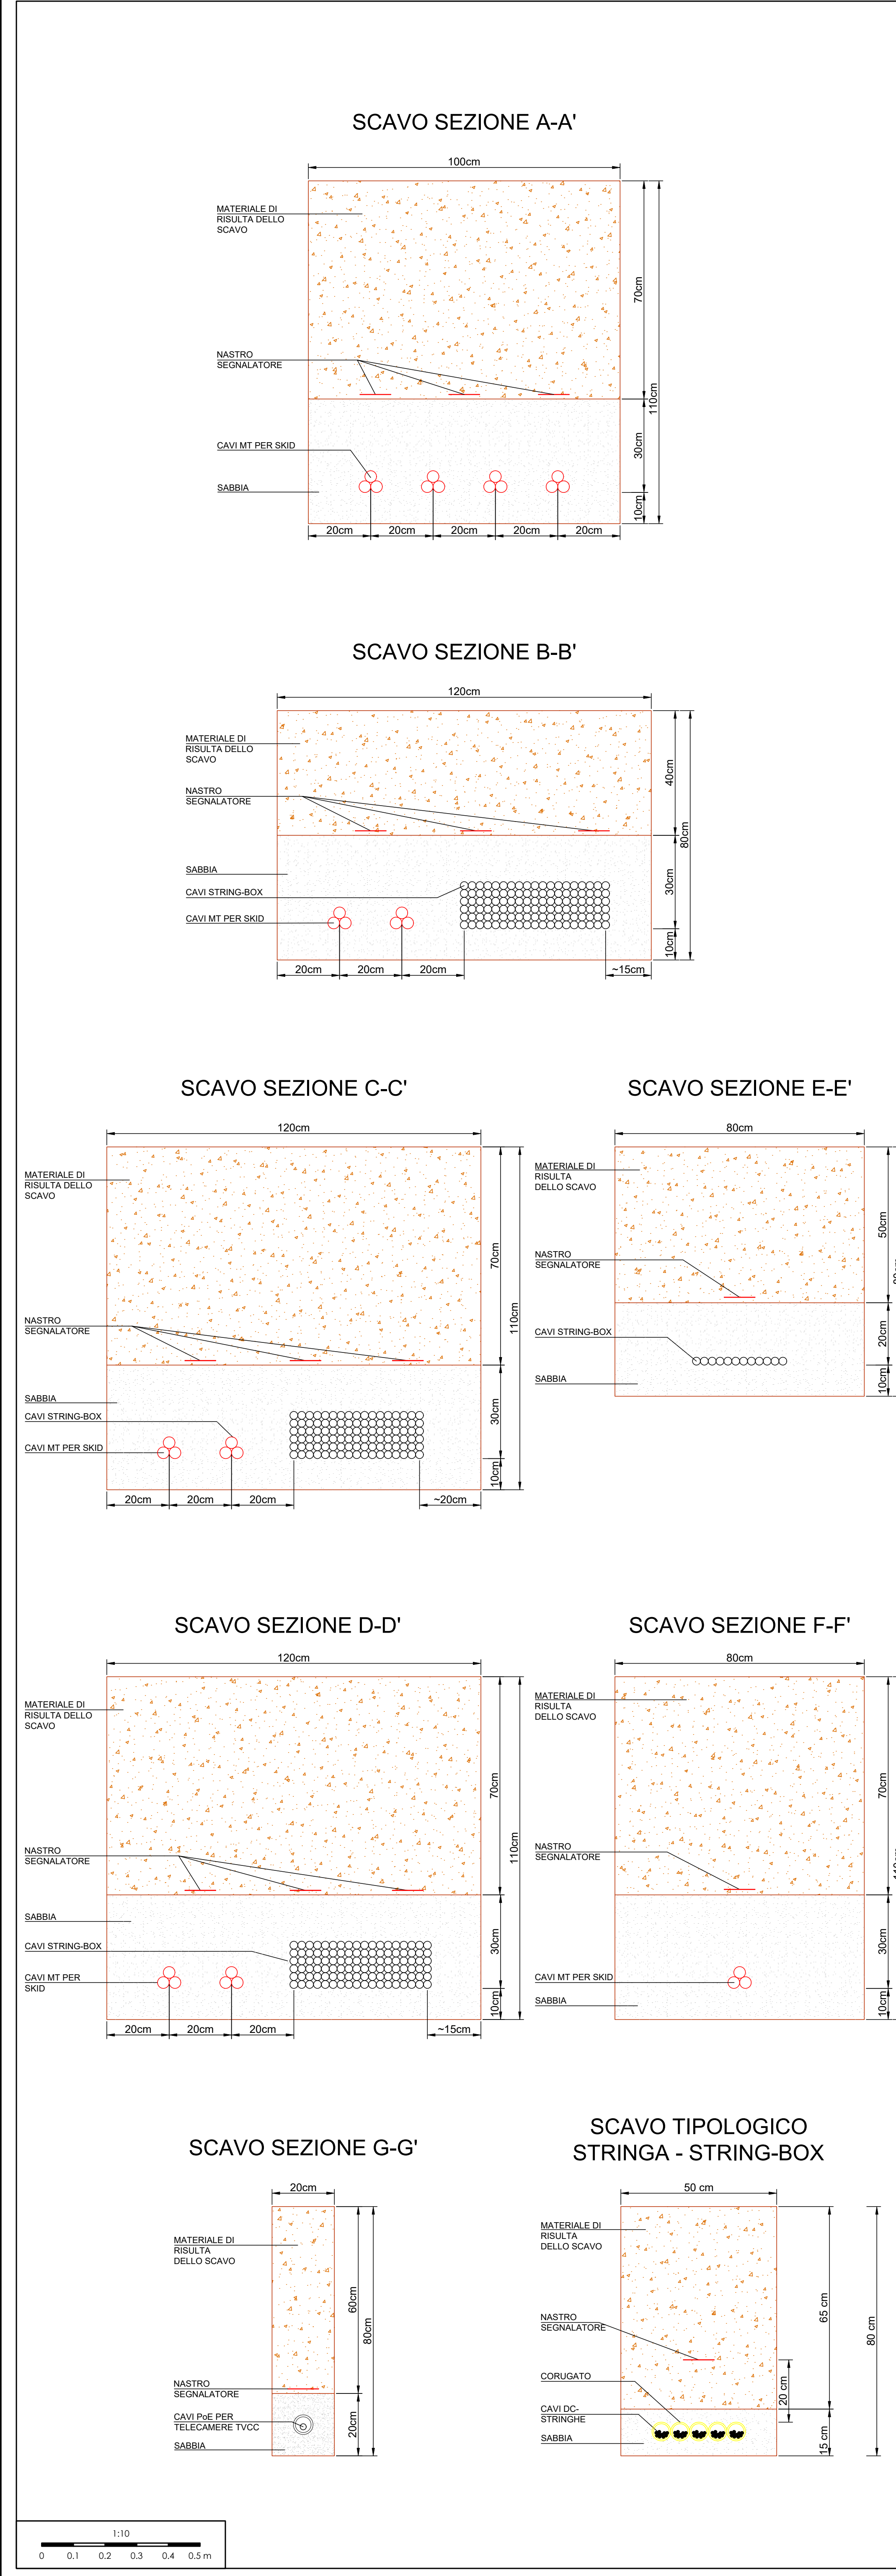 SCAVO SEZIONE A-A'
100cm
MATERIALE DI
RISULTA DELLO
SCAVO
70cm
110cm
NASTRO
SEGNALATORE
30cm
CAVI MT PER SKID
SABBIA
10cm
20cm
20cm
20cm
20cm
20cm
SCAVO SEZIONE B-B'
120cm
MATERIALE DI
RISULTA DELLO
SCAVO
40cm
80cm
NASTRO
SEGNALATORE
SABBIA
30cm
CAVI STRING-BOX
CAVI MT PER SKID
10cm
20cm
20cm
20cm
~15cm
SCAVO SEZIONE C-C'
120cm
MATERIALE DI
RISULTA DELLO
SCAVO
70cm
110cm
NASTRO
SEGNALATORE
SABBIA
30cm
CAVI STRING-BOX
CAVI MT PER SKID
10cm
20cm
20cm
20cm
~20cm
SCAVO SEZIONE E-E'
80cm
MATERIALE DI
RISULTA
DELLO SCAVO
50cm
NASTRO
SEGNALATORE
20cm
CAVI STRING-BOX
SABBIA
10cm
SCAVO SEZIONE D-D'
120cm
MATERIALE DI
RISULTA DELLO
SCAVO
70cm
110cm
NASTRO
SEGNALATORE
SABBIA
30cm
CAVI STRING-BOX
CAVI MT PER
SKID
10cm
20cm
20cm
20cm
~15cm
SCAVO SEZIONE F-F'
80cm
MATERIALE DI
RISULTA
DELLO SCAVO
70cm
NASTRO
SEGNALATORE
30cm
CAVI MT PER SKID
SABBIA
10cm
SCAVO SEZIONE G-G'
20cm
MATERIALE DI
RISULTA
DELLO SCAVO
60cm
80cm
NASTRO
SEGNALATORE
CAVI PoE PER
TELECAMERE TVCC
20cm
SABBIA
SCAVO TIPOLOGICO
STRINGA - STRING-BOX
50 cm
MATERIALE DI
RISULTA
DELLO SCAVO
65 cm
80 cm
NASTRO
SEGNALATORE
20 cm
CORUGATO
CAVI DC-
STRINGHE
SABBIA
15 cm
1:10
0 0.1 0.2 0.3 0.4 0.5 m